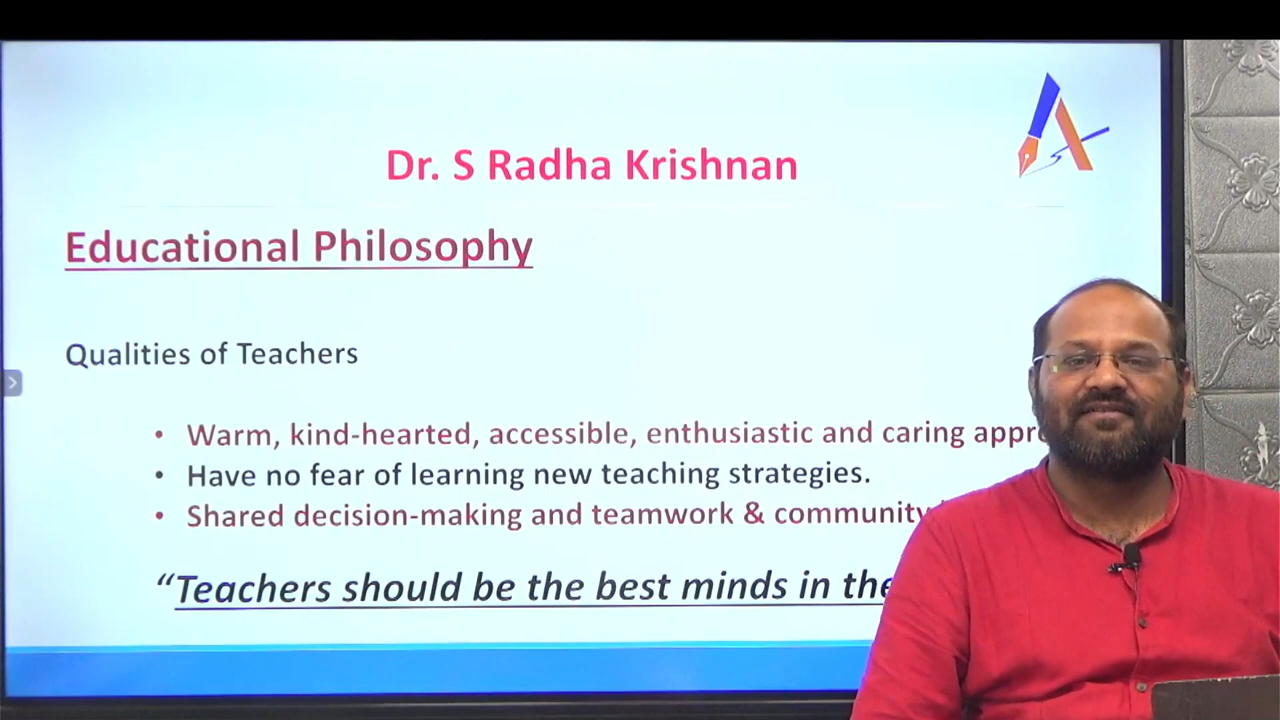 Dr. S Radha Krishnan
Educational Philosophy
Qualities of Teachers
• Warm, kind-hearted, accessible, enthusiastic and caring
• Have no fear of learning new teaching strategies.
• Shared decision-making and teamwork & community
“Teachers should be the best minds in the